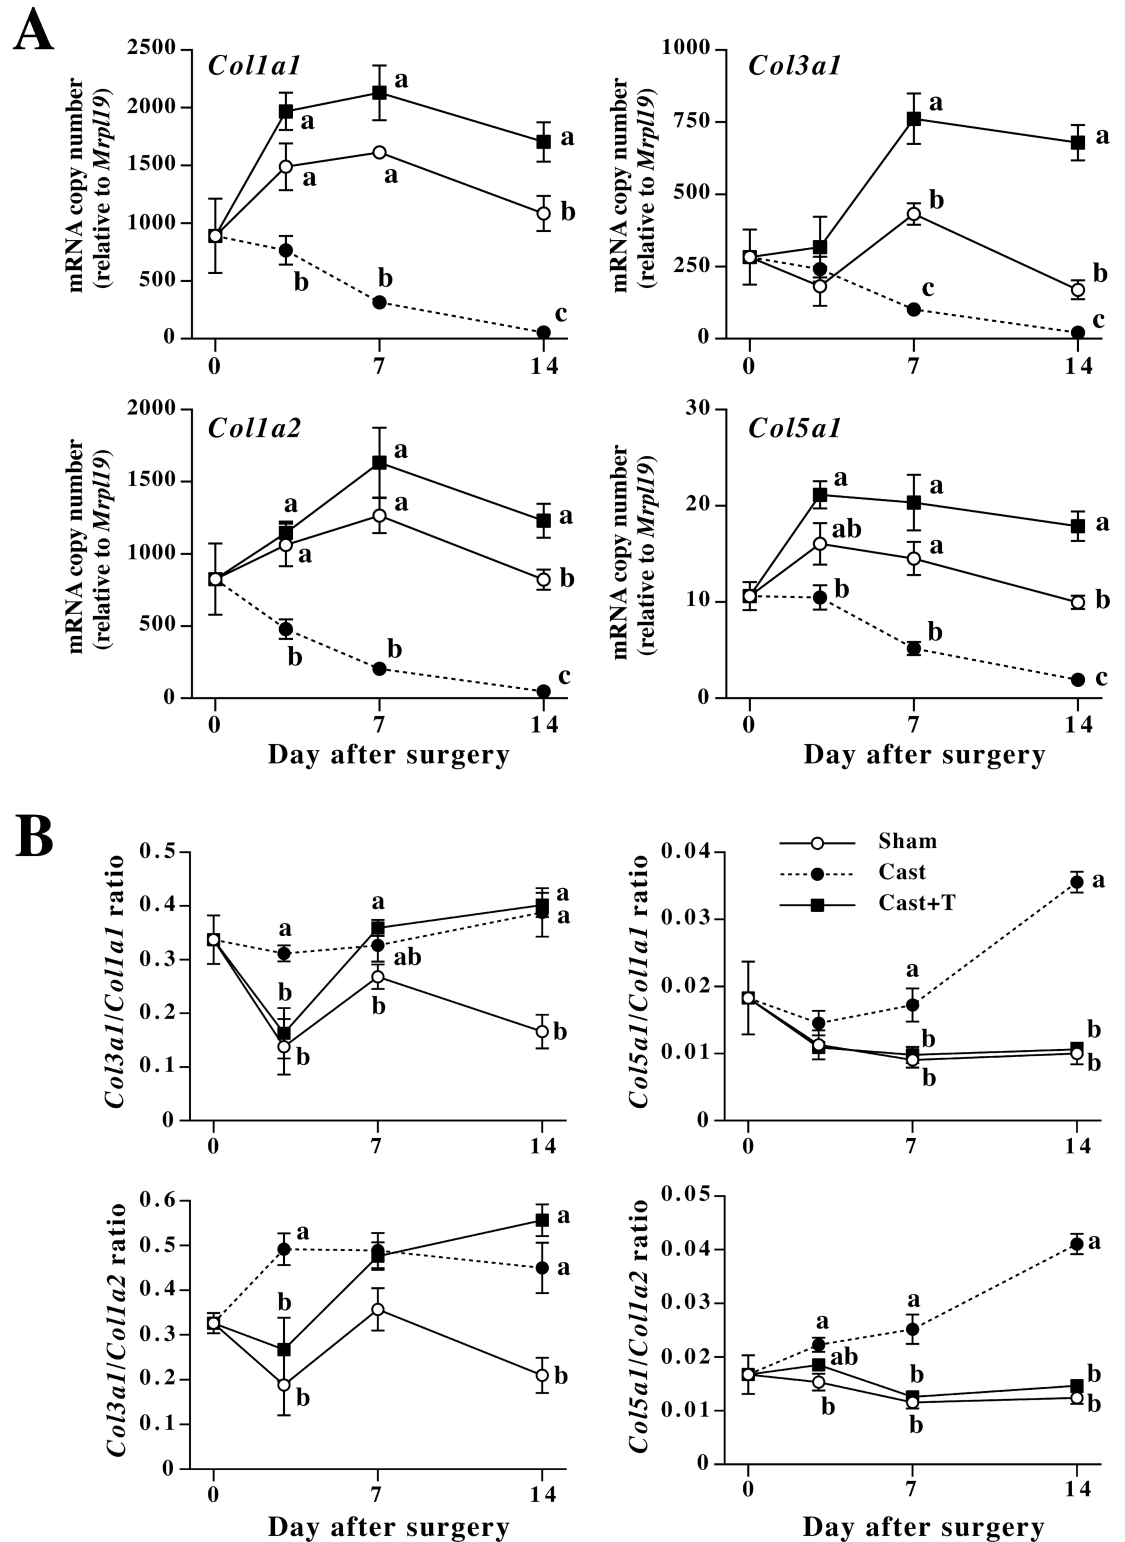 A
Col1a1
mRNA copy number
(relative to Mrpl19)
2500
2000
1500
1000
500
0
a
a
a
a
a
b
b
b
c
0
7
14
Col3a1
mRNA copy number
(relative to Mrpl19)
1000
750
500
250
0
a
a
b
b
c
c
0
7
14
Col1a2
mRNA copy number
(relative to Mrpl19)
2000
1500
1000
500
0
a
a
a
a
a
b
b
b
c
0
7
14
Day after surgery
Col5a1
mRNA copy number
(relative to Mrpl19)
30
20
10
0
a
a
a
ab
a
b
b
b
c
0
7
14
Day after surgery
B
Col3a1/Col1a1 ratio
0.5
0.4
0.3
0.2
0.1
0
a
b
b
a
ab
b
a
a
b
0
7
14
Sham
Cast
Cast+T
Col5a1/Col1a1 ratio
0.04
0.03
0.02
0.01
0
a
b
b
a
b
b
0
7
14
Col3a1/Col1a2 ratio
0.6
0.5
0.4
0.3
0.2
0.1
0
a
b
b
a
a
b
0
7
14
Day after surgery
Col5a1/Col1a2 ratio
0.05
0.04
0.03
0.02
0.01
0
a
ab
b
a
b
b
a
b
b
0
7
14
Day after surgery